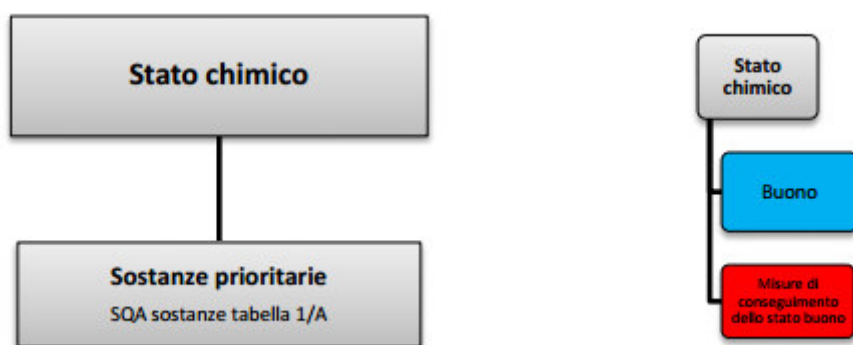 Stato chimico
Sostanze prioritarie
SQA sostanze tabella 1/A
Stato
chimico
Buono
Misure di
conseguimento
dello stato buono